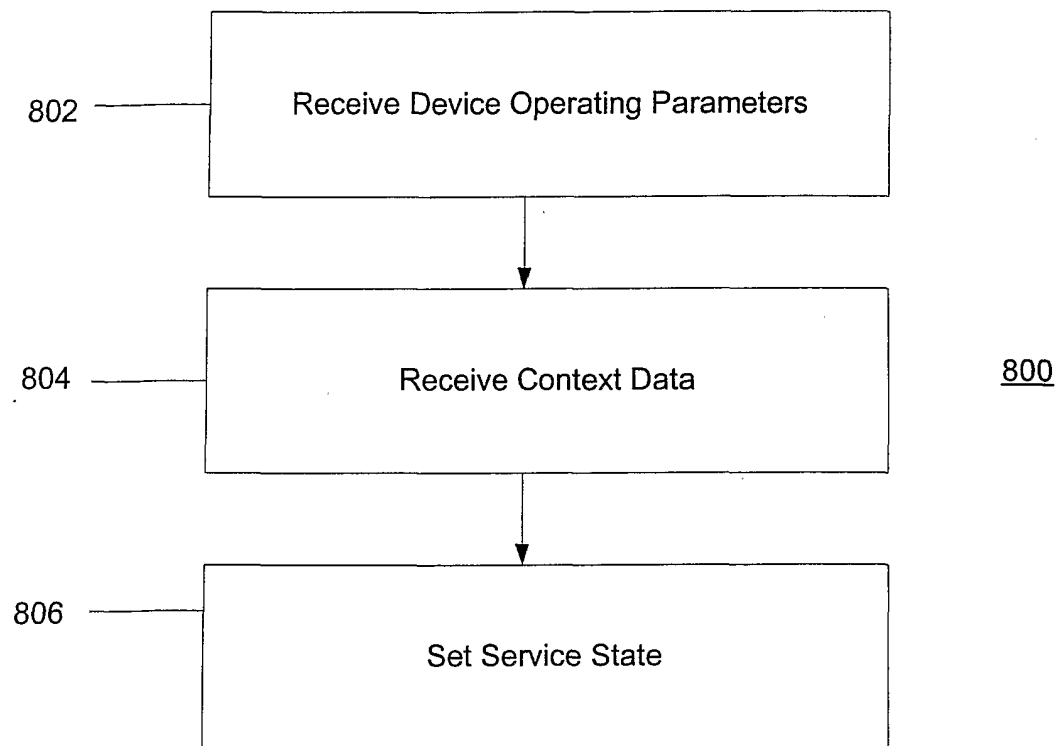 802
Receive Device Operating Parameters
804
Receive Context Data
800
806
Set Service State